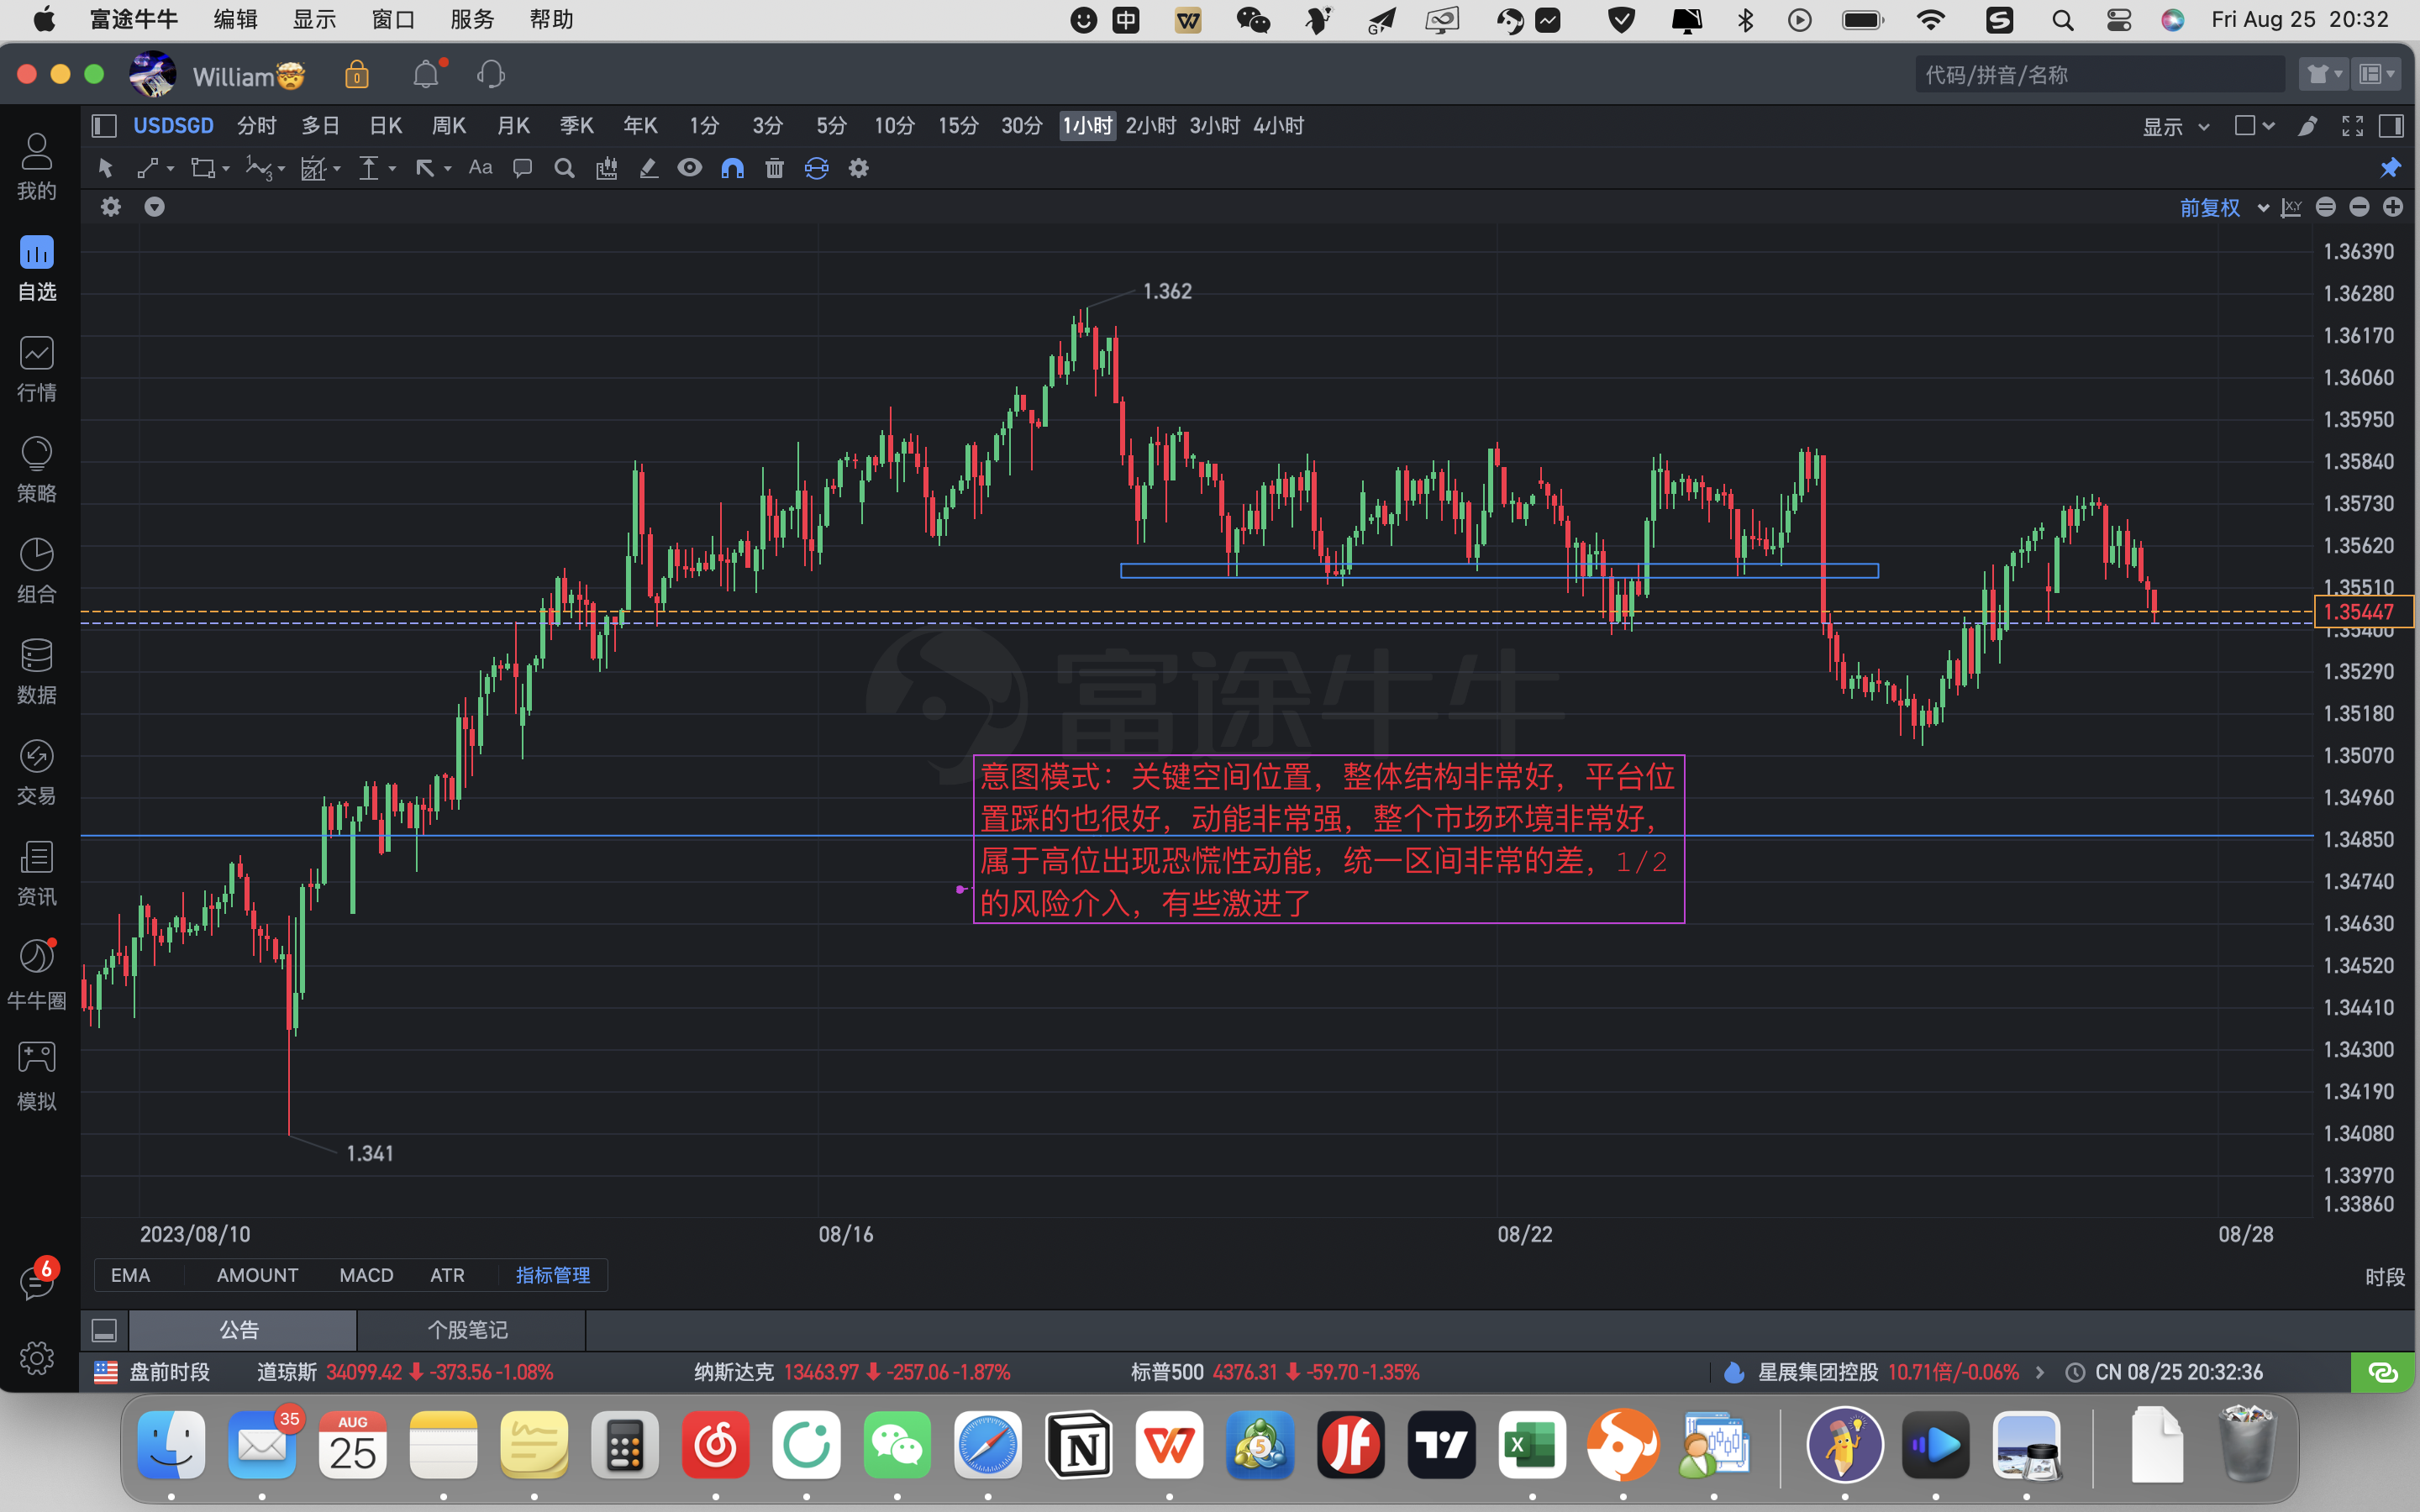 富途牛牛 编辑 显示 窗口 服务 帮助 中 Fri Aug 25 20:32
William 0 代码/拼音/名称
USDSGD 分时 多日 日K 周K 月K 季K 年K 1分 3分 5分 10分 15分 30分 1小时 2小时 3小时 4小时 显示
Aa
前复权 X,Y
我的
自选
行情
策略
组合
数据
交易
资讯
牛牛圈
模拟
6
1.36390
1.36280
1.36170
1.36060
1.35950
1.35840
1.35730
1.35620
1.35510
1.35447
1.35400
1.35290
1.35180
1.35070
1.34960
1.34850
1.34740
1.34630
1.34520
1.34410
1.34300
1.34190
1.34080
1.33970
1.33860
1.362
富途牛牛
意图模式：关键空间位置，整体结构非常好，平台位
置踩的也很好，动能非常强，整个市场环境非常好，
属于高位出现恐慌性动能，统一区间非常的差，1/2
的风险介入，有些激进了
1.341
2023/08/10 08/16 08/22 08/28
EMA AMOUNT MACD ATR 指标管理 时段
公告 个股笔记
盘前时段 道琼斯 34099.42 -373.56 -1.08% 纳斯达克 13463.97 -257.06 -1.87% 标普500 4376.31 -59.70 -1.35% 星展集团控股 10.71倍/-0.06% CN 08/25 20:32:36
35 AUG 25 5 X